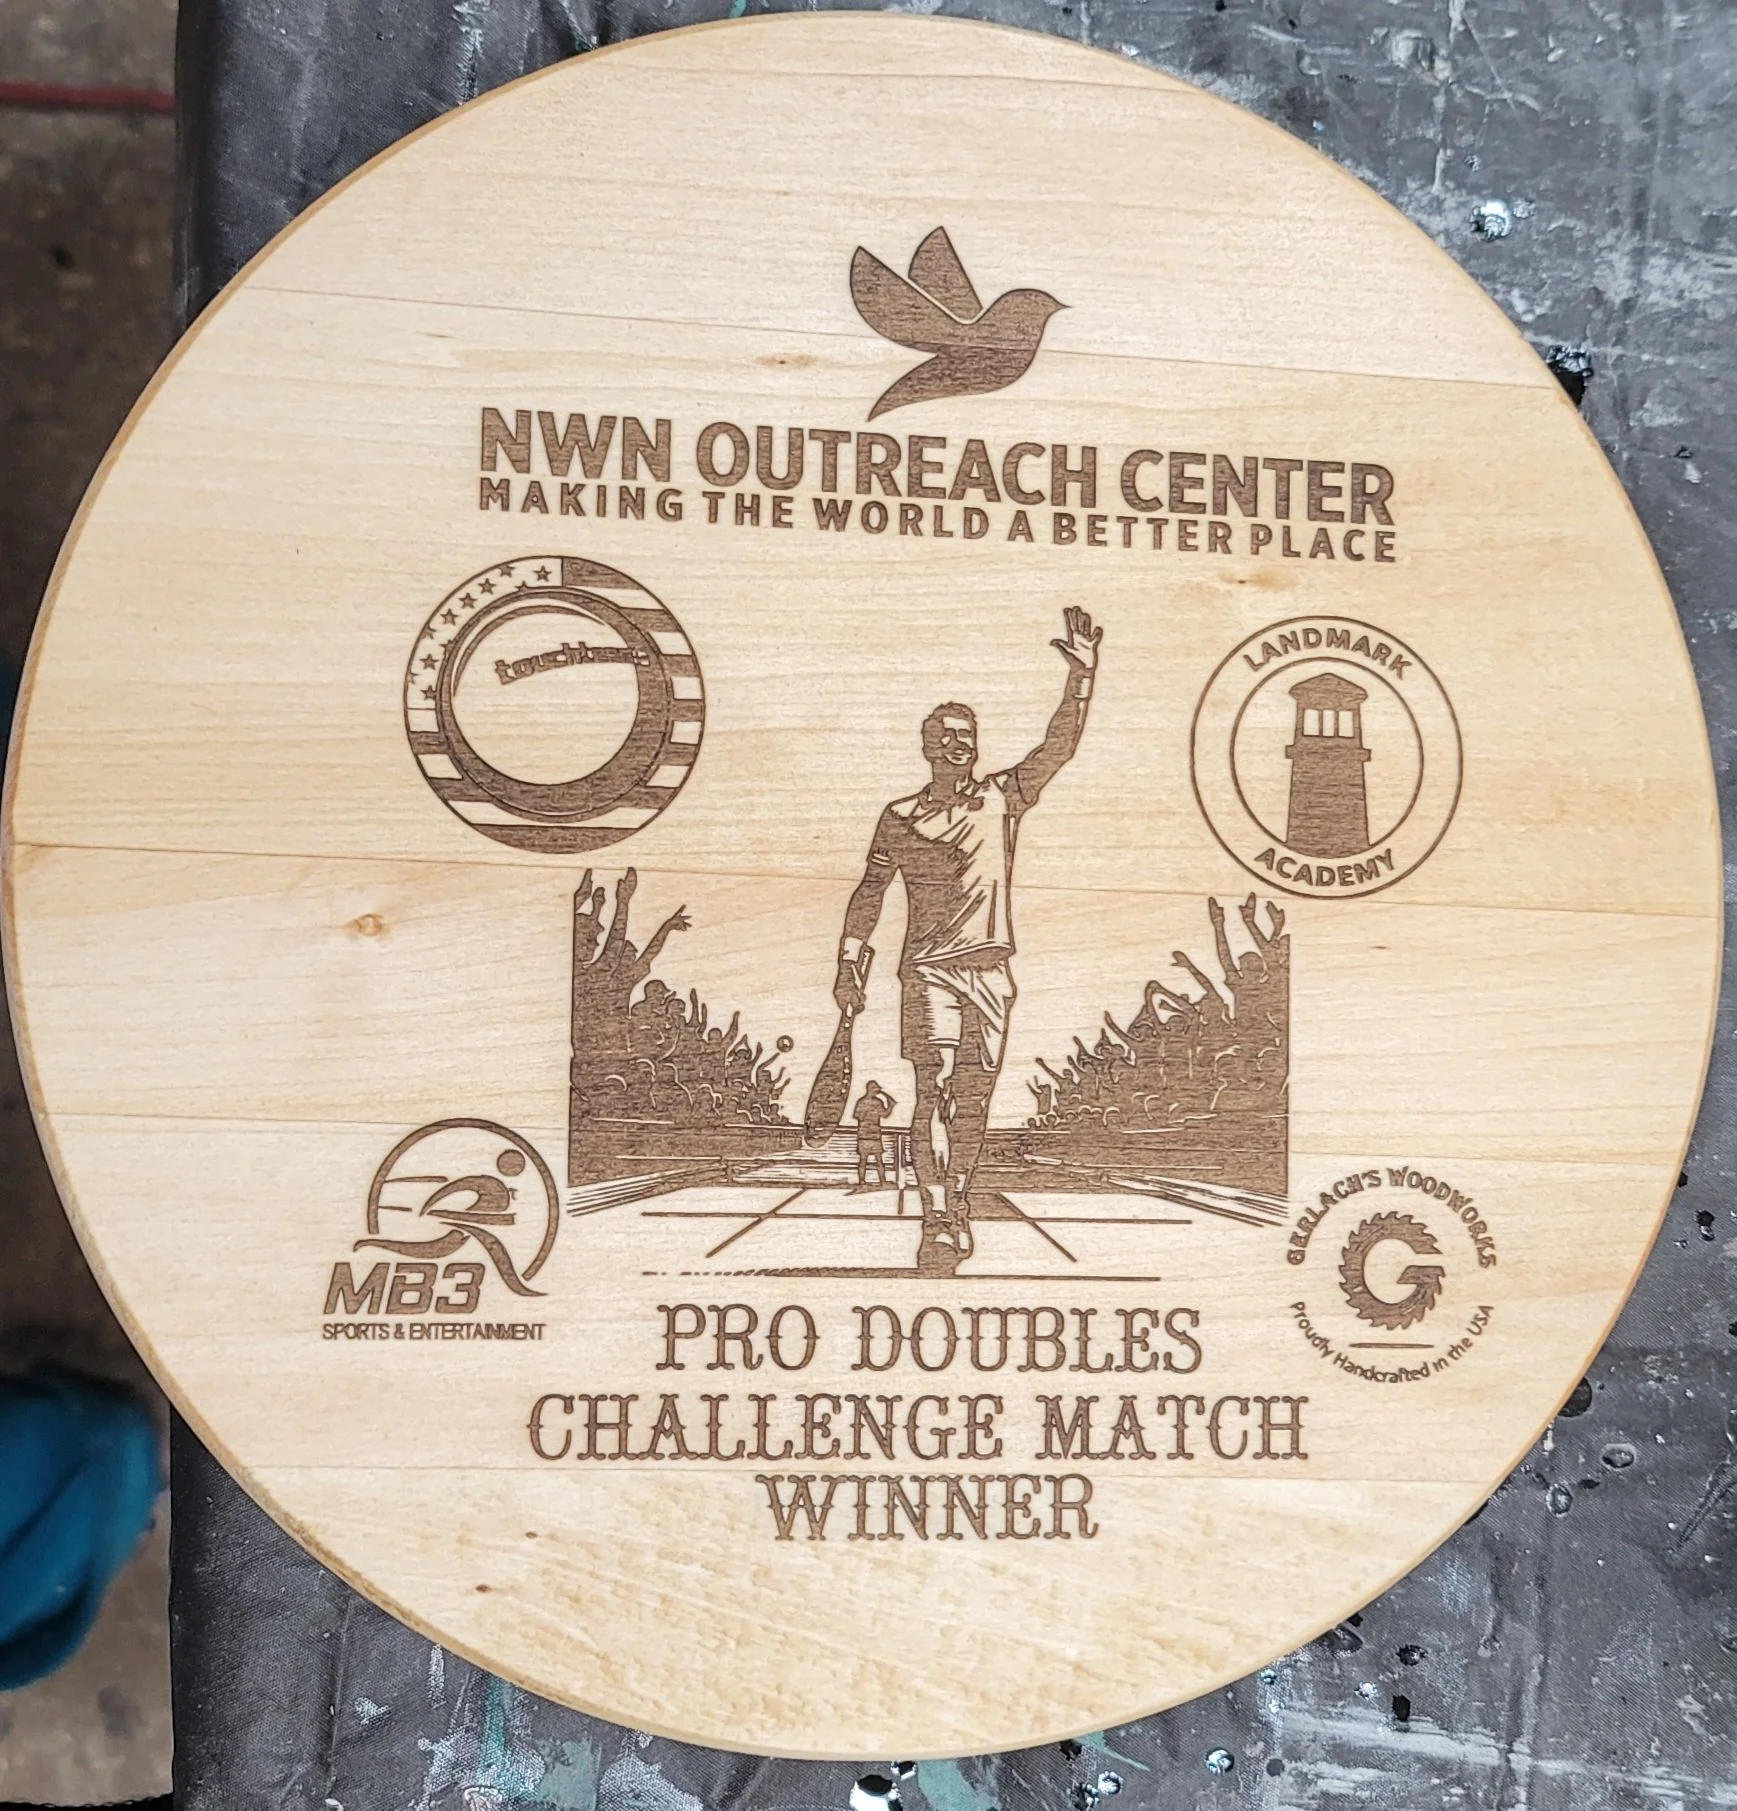 NWN OUTREACH CENTER
MAKING THE WORLD A BETTER PLACE
touchtennis
LANDMARK
ACADEMY
MB3
SPORTS & ENTERTAINMENT
GERLACH'S WOODWORKS
G
Proudly Handcrafted in the USA
PRO DOUBLES
CHALLENGE MATCH
WINNER